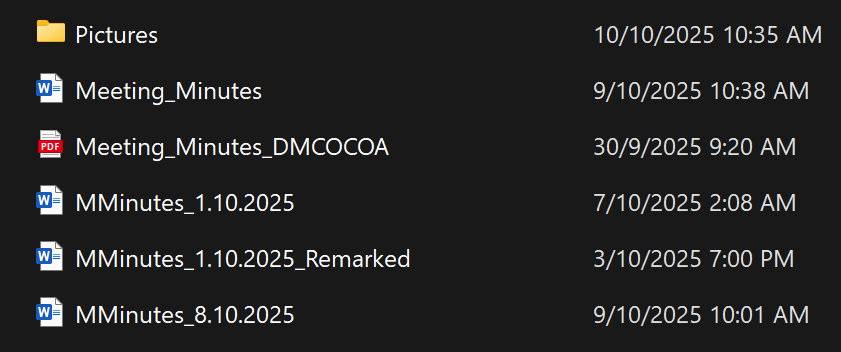 Pictures 10/10/2025 10:35 AM
Meeting_Minutes 9/10/2025 10:38 AM
PDF Meeting_Minutes_DMCOCOA 30/9/2025 9:20 AM
MMinutes_1.10.2025 7/10/2025 2:08 AM
MMinutes_1.10.2025_Remarked 3/10/2025 7:00 PM
MMinutes_8.10.2025 9/10/2025 10:01 AM